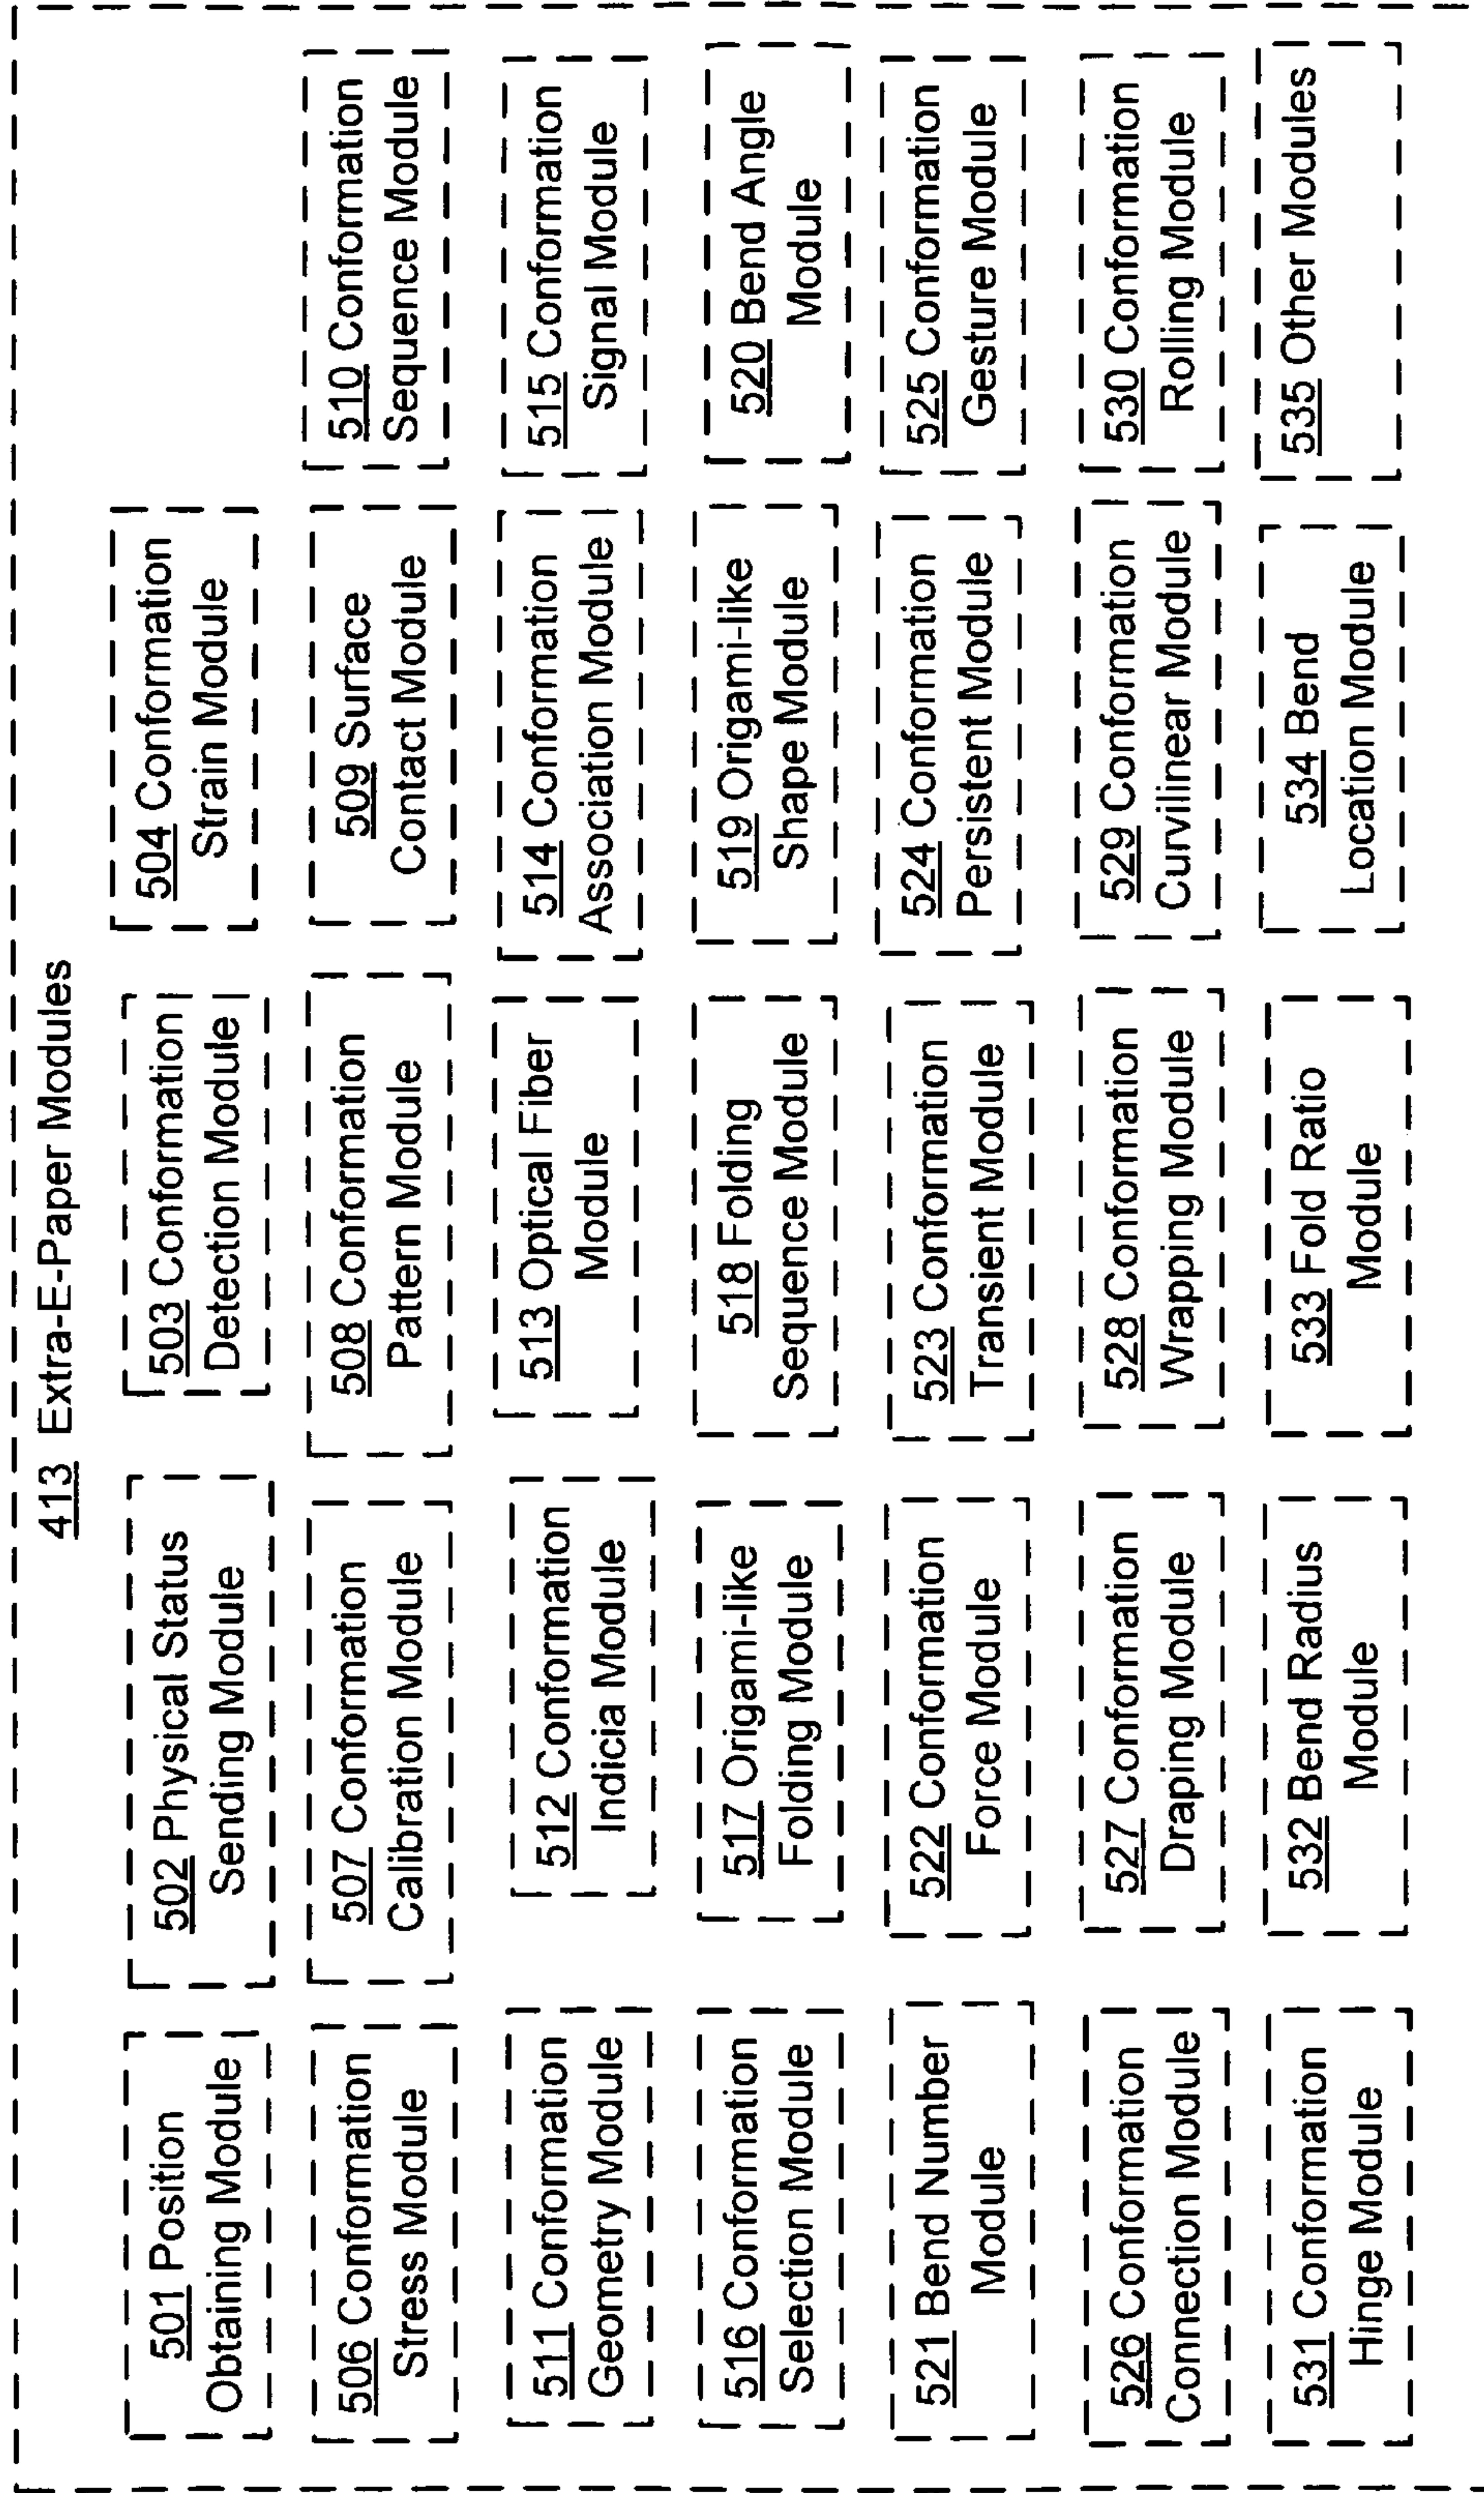 413 Extra-E-Paper Modules
501 Position
Obtaining Module
502 Physical Status
Sending Module
503 Conformation
Detection Module
504 Conformation
Strain Module
506 Conformation
Stress Module
507 Conformation
Calibration Module
508 Conformation
Pattern Module
509 Surface
Contact Module
510 Conformation
Sequence Module
511 Conformation
Geometry Module
512 Conformation
Indicia Module
513 Optical Fiber
Module
514 Conformation
Association Module
515 Conformation
Signal Module
516 Conformation
Selection Module
517 Origami-like
Folding Module
518 Folding
Sequence Module
519 Origami-like
Shape Module
520 Bend Angle
Module
521 Bend Number
Module
522 Conformation
Force Module
523 Conformation
Transient Module
524 Conformation
Persistent Module
525 Conformation
Gesture Module
526 Conformation
Connection Module
527 Conformation
Draping Module
528 Conformation
Wrapping Module
529 Conformation
Curvilinear Module
530 Conformation
Rolling Module
531 Conformation
Hinge Module
532 Bend Radius
Module
533 Fold Ratio
Module
534 Bend
Location Module
535 Other Modules